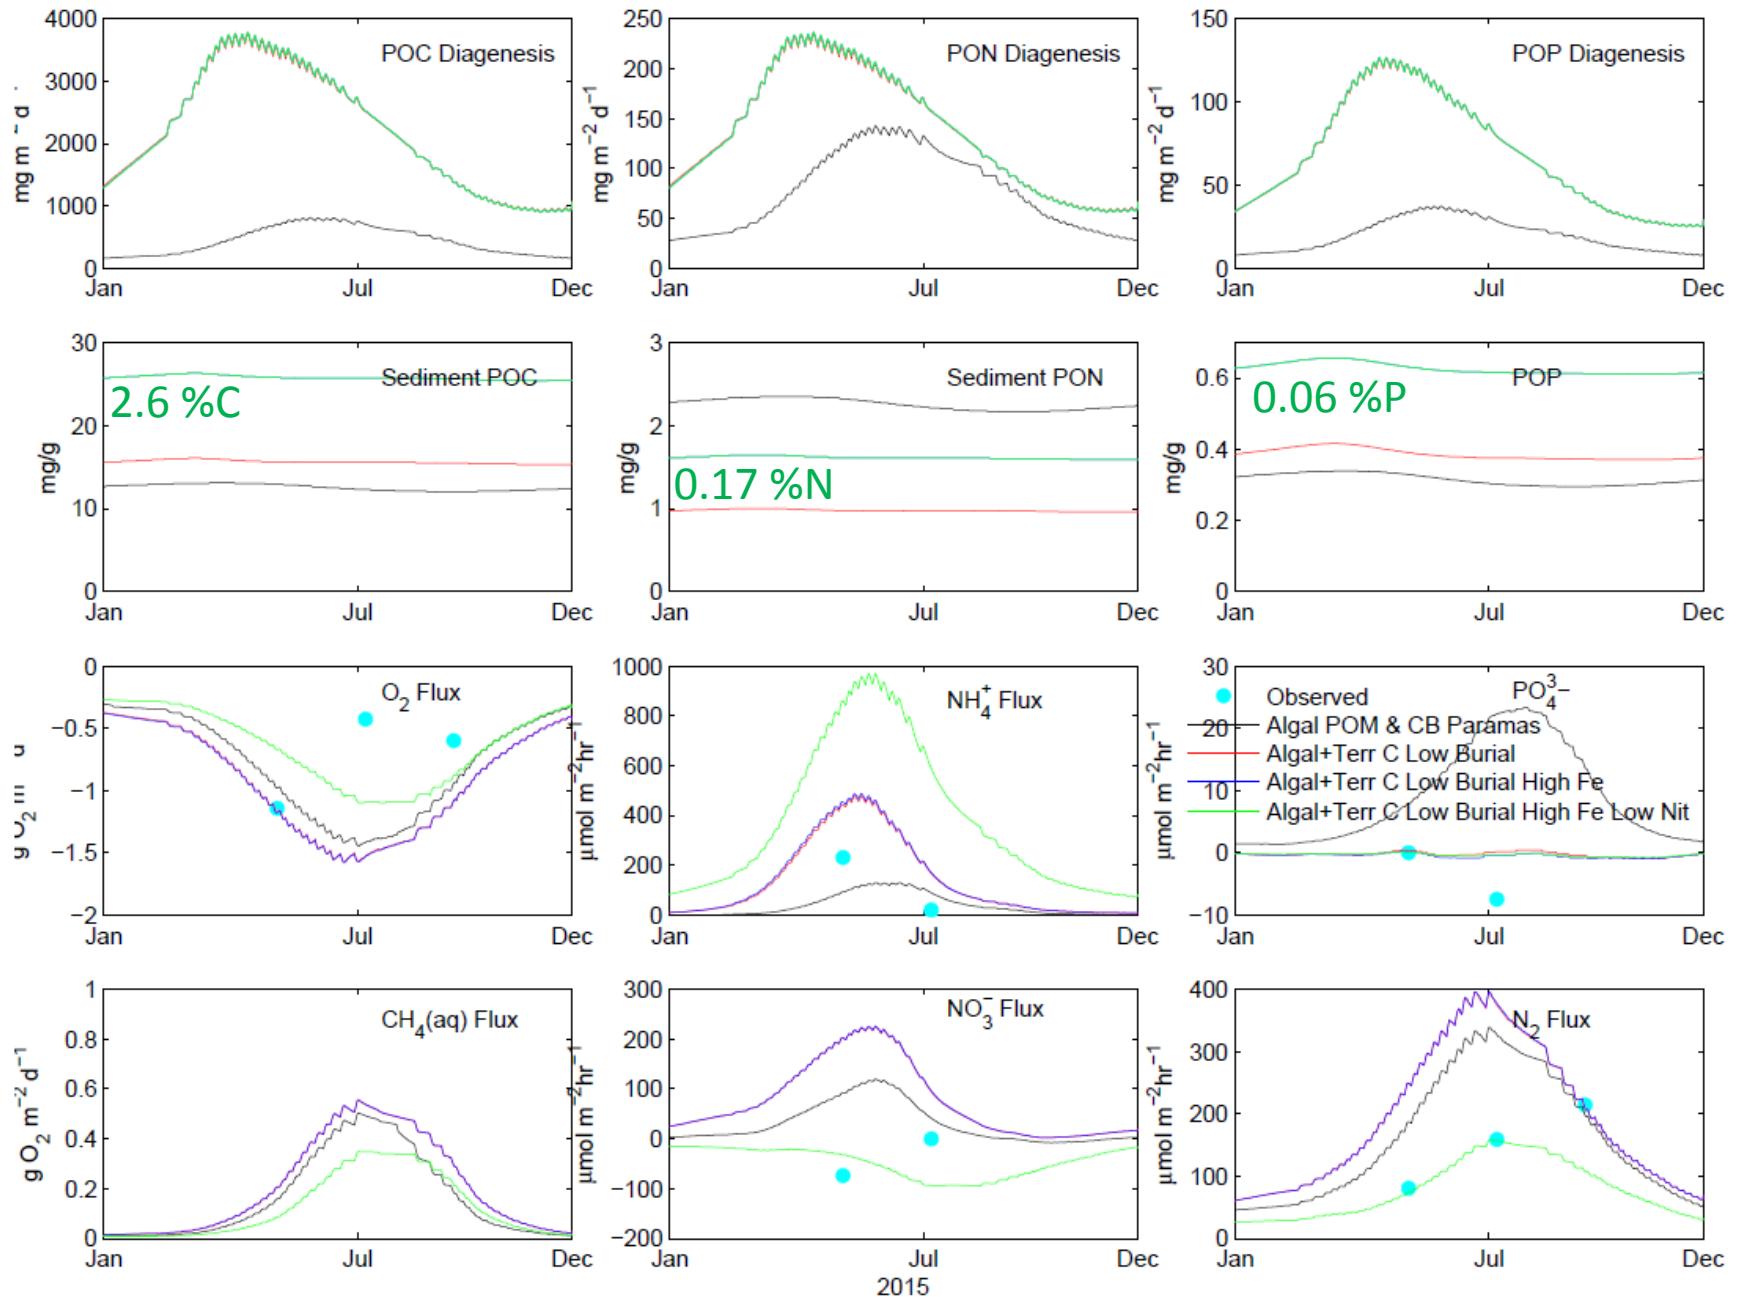 4000
3000
2000
1000
0
POC Diagenesis
Jan
Jul
Dec
250
200
150
100
50
0
mg m−2 d−1
PON Diagenesis
Jan
Jul
Dec
150
100
50
0
mg m−2 d−1
POP Diagenesis
Jan
Jul
Dec
30
20
10
0
mg/g
Sediment POC
2.6 %C
Jan
Jul
Dec
3
2
1
0
mg/g
Sediment PON
0.17 %N
Jan
Jul
Dec
0.6
0.4
0.2
0
mg/g
POP
0.06 %P
Jan
Jul
Dec
0
−0.5
−1
−1.5
−2
O2 Flux
Jan
Jul
Dec
1000
800
600
400
200
0
μmol m−2hr−1
NH4+ Flux
Jan
Jul
Dec
30
20
10
0
−10
μmol m−2hr−1
PO43−
Observed
Algal POM & CB Paramas
Algal+Terr C Low Burial
Algal+Terr C Low Burial High Fe
Algal+Terr C Low Burial High Fe Low Nit
Jan
Jul
Dec
1
0.8
0.6
0.4
0.2
0
g O2 m−2 d−1
CH4(aq) Flux
Jan
Jul
Dec
300
200
100
0
−100
−200
μmol m−2hr−1
NO3− Flux
Jan
Jul
Dec
2015
400
300
200
100
0
μmol m−2hr−1
N2 Flux
Jan
Jul
Dec